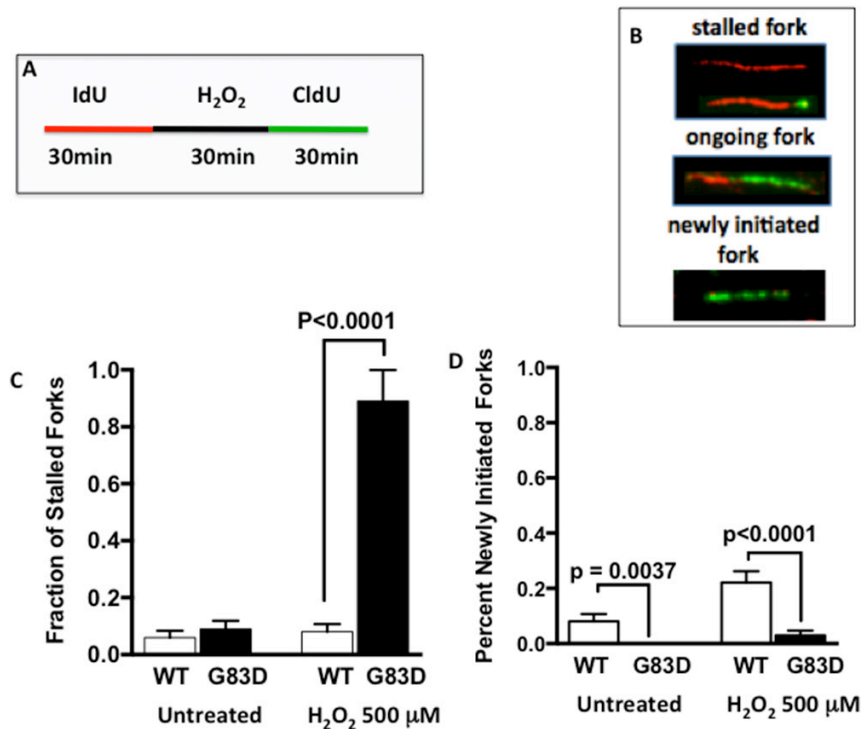 A
IdU H₂O₂ CldU
30min 30min 30min
B
stalled fork
ongoing fork
newly initiated
fork
C
P<0.0001
Fraction of Stalled Forks
1.0
0.8
0.6
0.4
0.2
0.0
WT G83D WT G83D
Untreated H₂O₂ 500 μM
D
p = 0.0037
p<0.0001
Percent Newly Initiated Forks
1.0
0.8
0.6
0.4
0.2
0.0
WT G83D WT G83D
Untreated H₂O₂ 500 μM